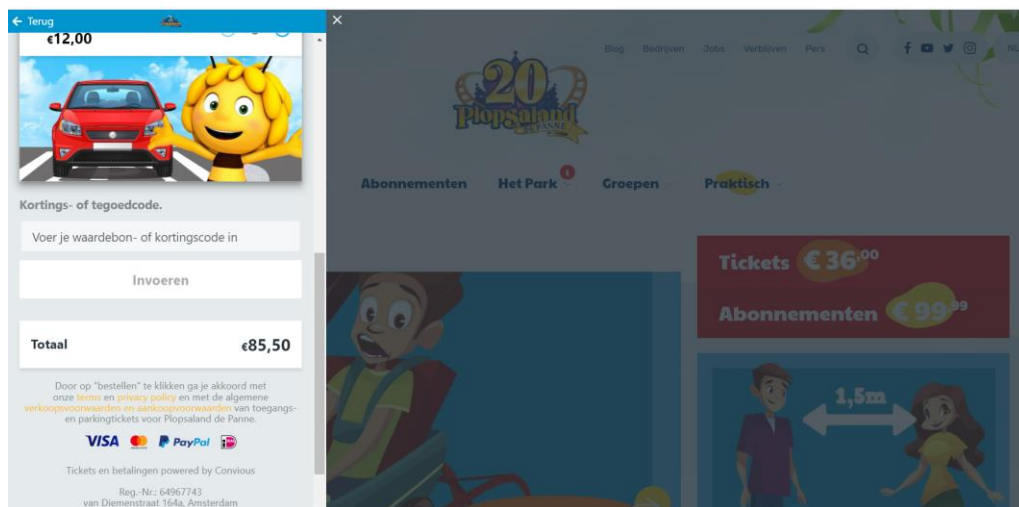 Terug
€12,00
Kortings- of tegoedcode.
Voer je waardebon- of kortingscode in
Invoeren
Totaal €85,50
Door op "bestellen" te klikken ga je akkoord met
onze terms en privacy policy en met de algemene
verkoopsvoorwaarden en aankoopvoorwaarden van toegangs-
en parkingtickets voor Plopsaland de Panne.
VISA PayPal
Tickets en betalingen powered by Convious
Reg.-Nr.: 64967743
van Diemenstraat 164a, Amsterdam
Blog Bedrijven Jobs Verblijven Pers NL
20
Plopsaland
DE PANNE
Abonnementen Het Park Groepen Praktisch
Tickets €36,00
Abonnementen €99,99
1,5m